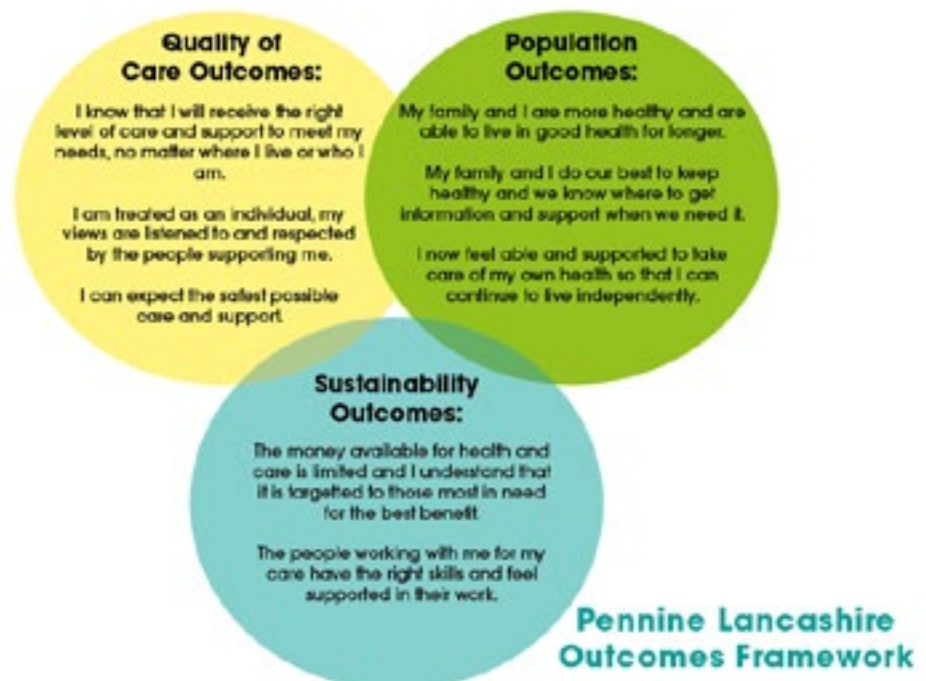 Quality of
Care Outcomes:
I know that I will receive the right
level of care and support to meet my
needs, no matter where I live or who I
am.
I am treated as an individual, my
views are listened to and respected
by the people supporting me.
I can expect the safest possible
care and support.
Population
Outcomes:
My family and I are more healthy and are
able to live in good health for longer.
My family and I do our best to keep
healthy and we know where to get
information and support when we need it.
I now feel able and supported to take
care of my own health so that I can
continue to live independently.
Sustainability
Outcomes:
The money available for health and
care is limited and I understand that
it is targetted to those most in need
for the best benefit.
The people working with me for my
care have the right skills and feel
supported in their work.
Pennine Lancashire
Outcomes Framework